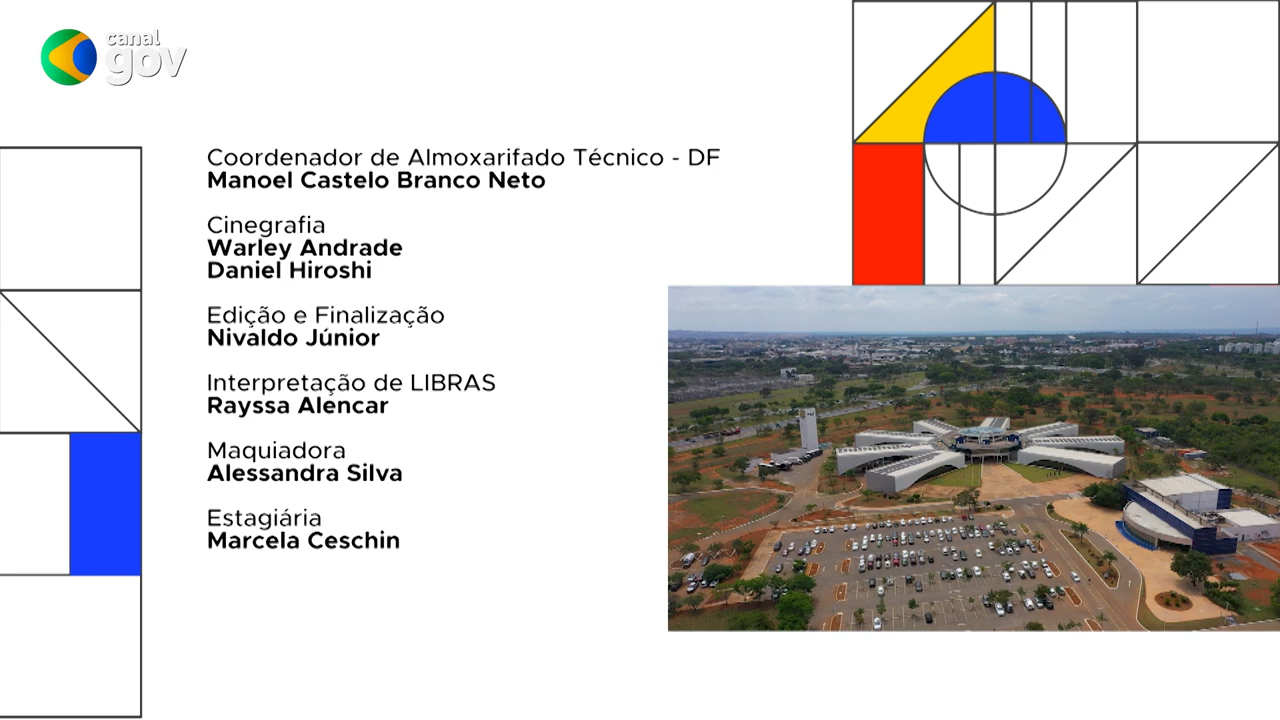 canal
gov
Coordenador de Almoxarifado Técnico - DF
Manoel Castelo Branco Neto
Cinegrafia
Warley Andrade
Daniel Hiroshi
Edição e Finalização
Nivaldo Júnior
Interpretação de LIBRAS
Rayssa Alencar
Maquiadora
Alessandra Silva
Estagiária
Marcela Ceschin